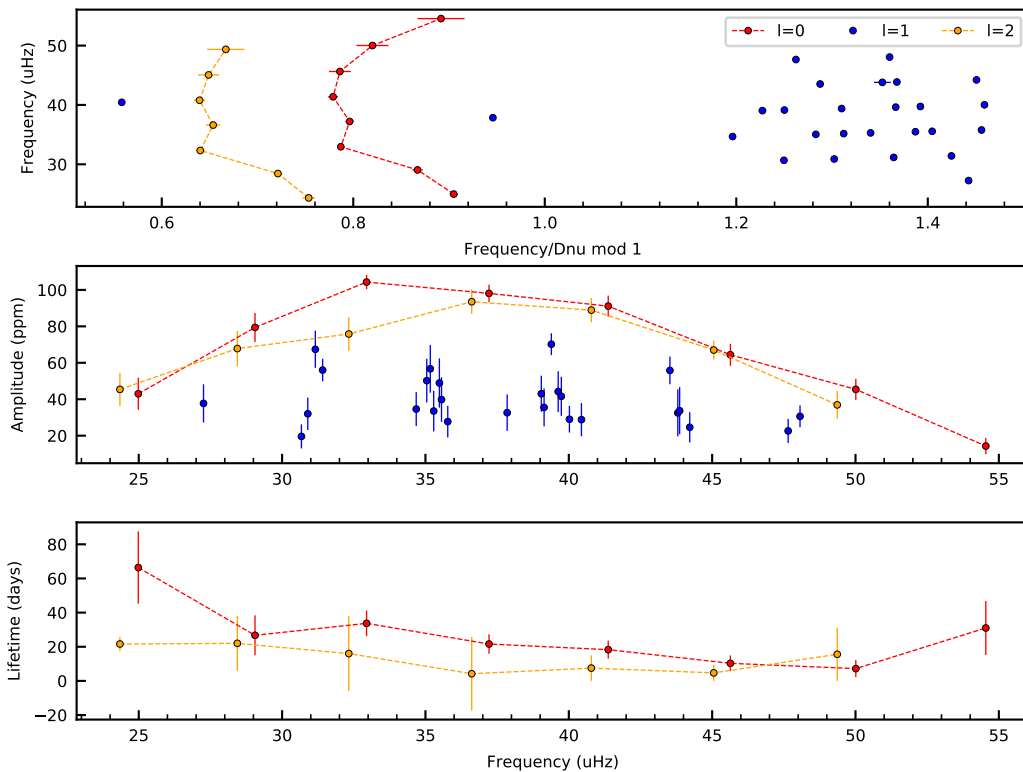 l=0 l=1 l=2
Frequency (uHz)
50
40
30
0.6 0.8 1.0 1.2 1.4
Frequency/Dnu mod 1
Amplitude (ppm)
100
80
60
40
20
25 30 35 40 45 50 55
Lifetime (days)
80
60
40
20
0
−20
25 30 35 40 45 50 55
Frequency (uHz)